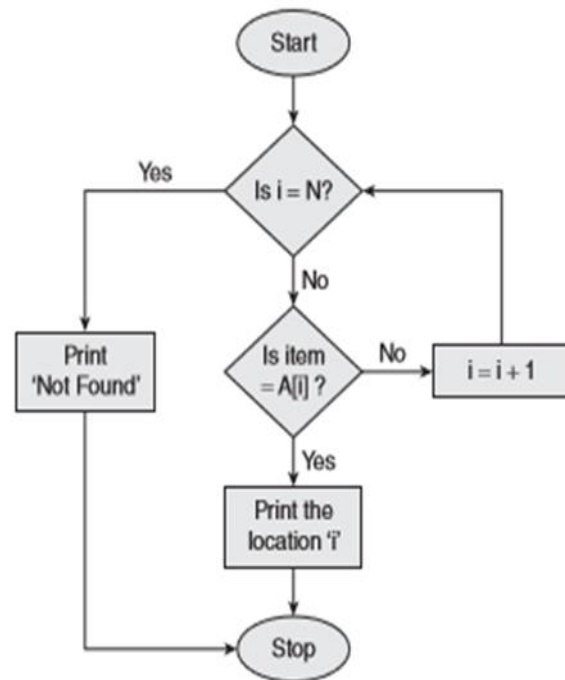 Start
Yes
Is i = N?
No
Print
'Not Found'
Is item
= A[i] ?
No
i = i + 1
Yes
Print the
location 'i'
Stop